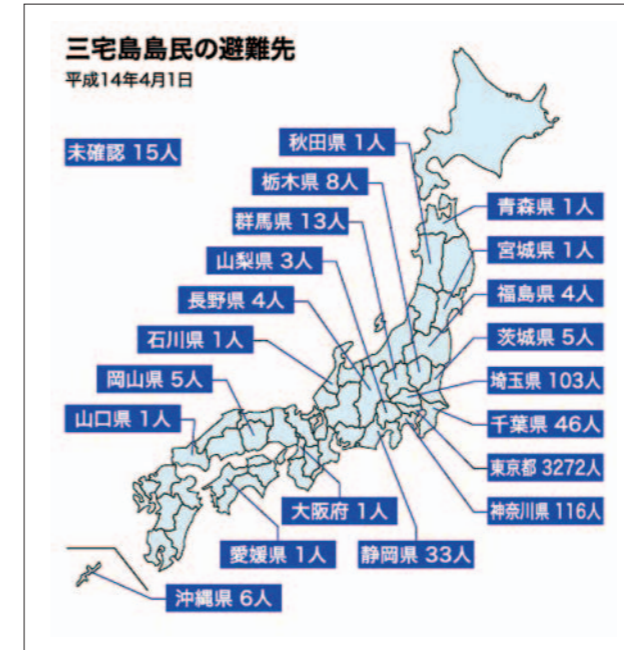 三宅島島民の避難先
平成14年4月1日
未確認 15人
秋田県 1人
栃木県 8人
群馬県 13人
山梨県 3人
長野県 4人
石川県 1人
岡山県 5人
山口県 1人
青森県 1人
宮城県 1人
福島県 4人
茨城県 5人
埼玉県 103人
千葉県 46人
東京都 3272人
神奈川県 116人
大阪府 1人
愛媛県 1人
静岡県 33人
沖縄県 6人